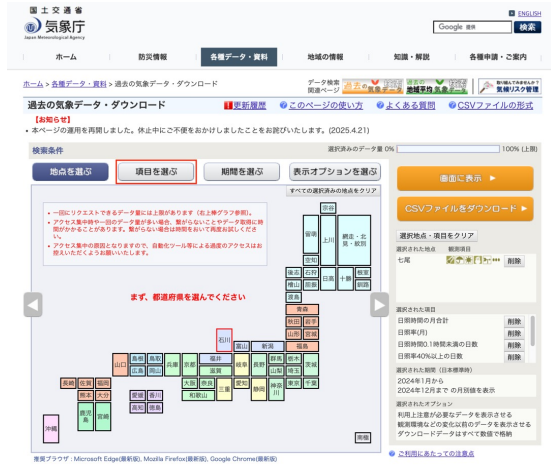 国土交通省
気象庁
Japan Meteorological Agency
ENGLISH
Google 提供
検索
ホーム
防災情報
各種データ・資料
地域の情報
知識・解説
各種申請・ご案内
ホーム > 各種データ・資料 > 過去の気象データ・ダウンロード
データ検索
関連ページ
過去の
気象データ
過去の
地域平均気象データ
取り組んでみませんか？
気候リスク管理
過去の気象データ・ダウンロード
更新履歴
このページの使い方
よくある質問
CSVファイルの形式
【お知らせ】
・本ページの運用を再開しました。休止中にご不便をおかけしましたことをお詫びいたします。(2025.4.21)
検索条件
選択済みのデータ量 0%
100% (上限)
地点を選ぶ
項目を選ぶ
期間を選ぶ
表示オプションを選ぶ
画面に表示
CSVファイルをダウンロード
すべての選択済みの地点をクリア
• 一回にリクエストできるデータ量には上限があります（右上棒グラフ参照）。
• アクセス集中時や一回のデータ量が多い場合、繋がらないことやデータ取得に時間がかかることがあります。繋がらない場合は時間をおいて再度お試しください。
• アクセス集中の原因となりますので、自動化ツール等による過度のアクセスはお控えいただくようお願いいたします。
まず、都道府県を選んでください
宗谷
留萌
上川
網走・北見・紋別
空知
後志
石狩
日高
十勝
根室
檜山
胆振
釧路
渡島
青森
秋田
岩手
山形
宮城
石川
富山
新潟
福島
山口
島根
鳥取
兵庫
京都
福井
岐阜
長野
群馬
栃木
茨城
広島
岡山
滋賀
山梨
埼玉
長崎
佐賀
福岡
大阪
奈良
三重
愛知
静岡
神奈川
東京
千葉
熊本
大分
愛媛
香川
和歌山
鹿児島
宮崎
高知
徳島
沖縄
南極
選択地点・項目をクリア
選択された地点
観測項目
七尾
削除
選択された項目
日照時間の月合計
削除
日照率(月)
削除
日照時間0.1時間未満の日数
削除
日照率40%以上の日数
削除
選択された期間（日本標準時）
2024年1月から
2024年12月まで の月別値を表示
選択されたオプション
利用上注意が必要なデータを表示させる
観測環境などの変化以前のデータを表示させる
ダウンロードデータはすべて数値で格納
ご利用にあたっての注意点
推奨ブラウザ：Microsoft Edge(最新版), Mozilla Firefox(最新版), Google Chrome(最新版)